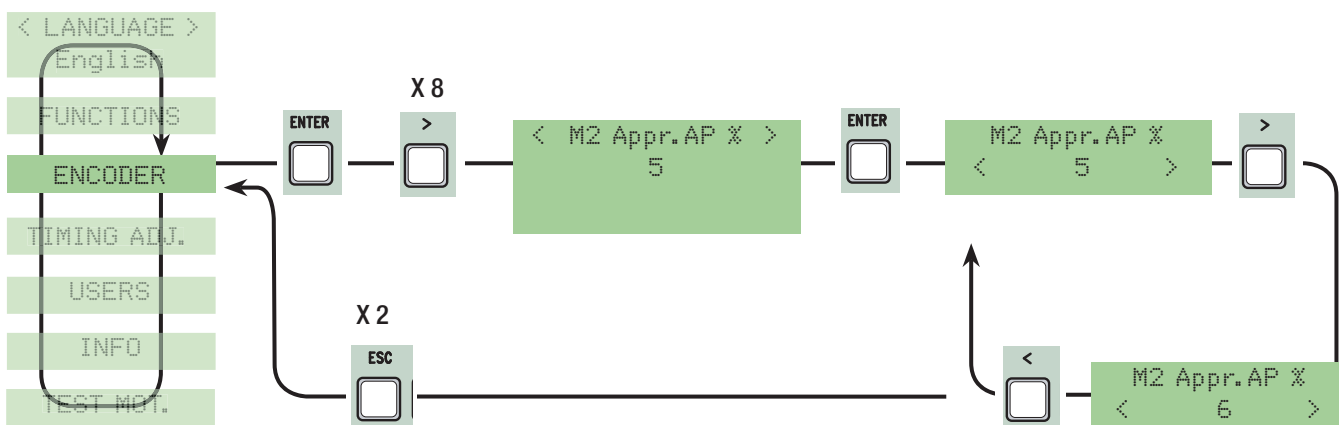 < LANGUAGE >
English
FUNCTIONS
ENCODER
TIMING ADJ.
USERS
INFO
TEST MOT.
ENTER
X 8
>
< M2 Appr.AP % >
5
ENTER
M2 Appr.AP %
< 5 >
>
X 2
ESC
<
M2 Appr.AP %
< 6 >